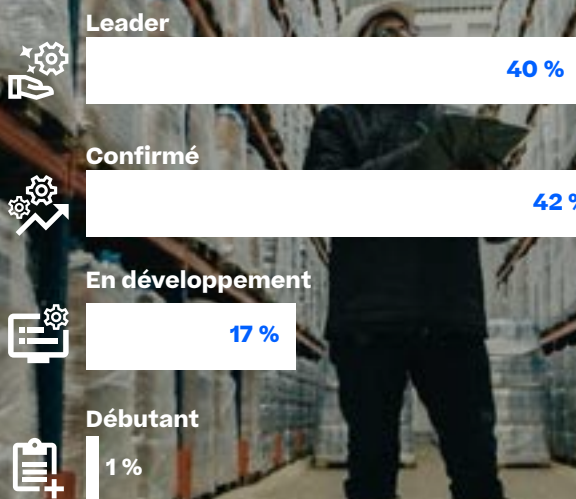 Leader
40 %
Confirmé
42 %
En développement
17 %
Débutant
1 %